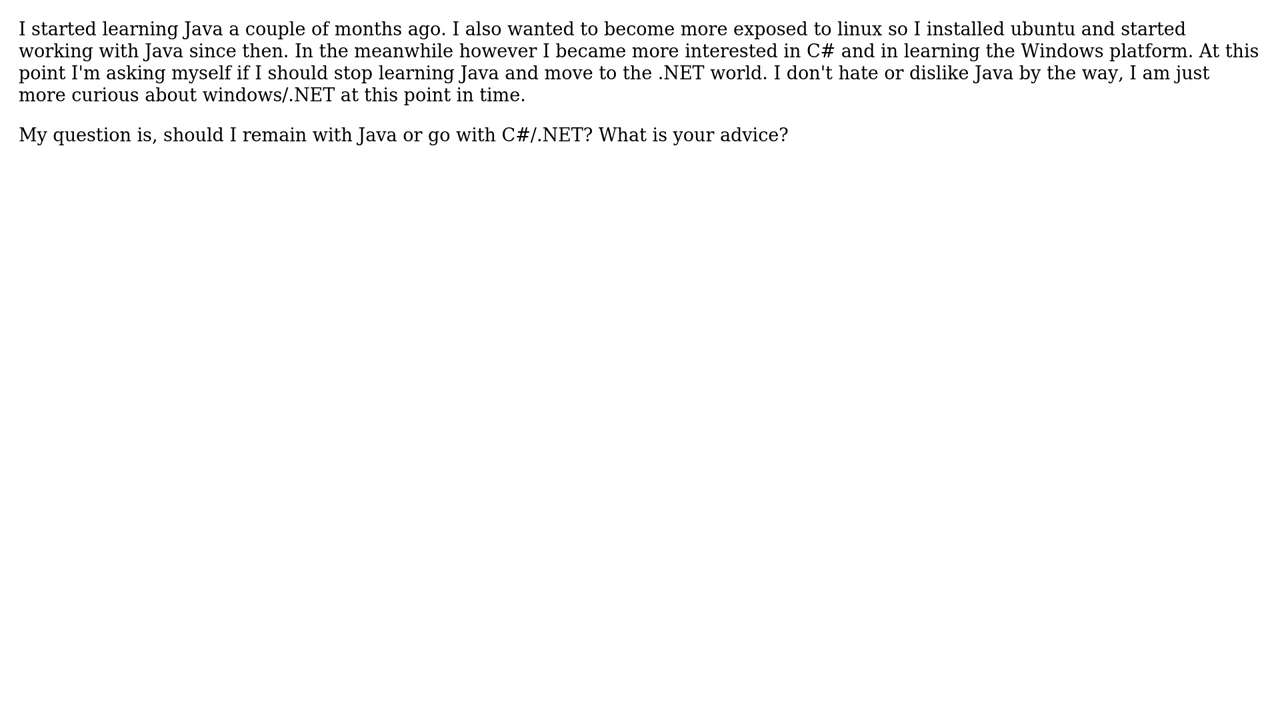 I started learning Java a couple of months ago. I also wanted to become more exposed to linux so I installed ubuntu and started
working with Java since then. In the meanwhile however I became more interested in C# and in learning the Windows platform. At this
point I'm asking myself if I should stop learning Java and move to the .NET world. I don't hate or dislike Java by the way, I am just
more curious about windows/.NET at this point in time.
My question is, should I remain with Java or go with C#/.NET? What is your advice?